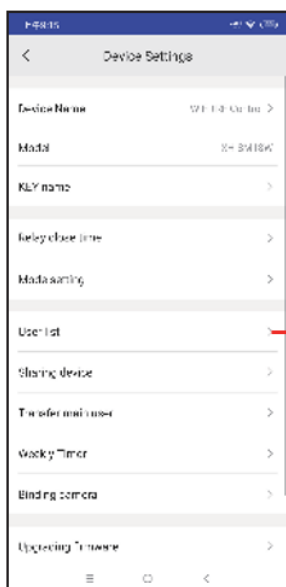 Device Settings
Device Name
Model
KEY name
Relay close time
Mode setting
User list
Sharing device
Transfer main user
Weekly Timer
Binding camera
Upgrading firmware